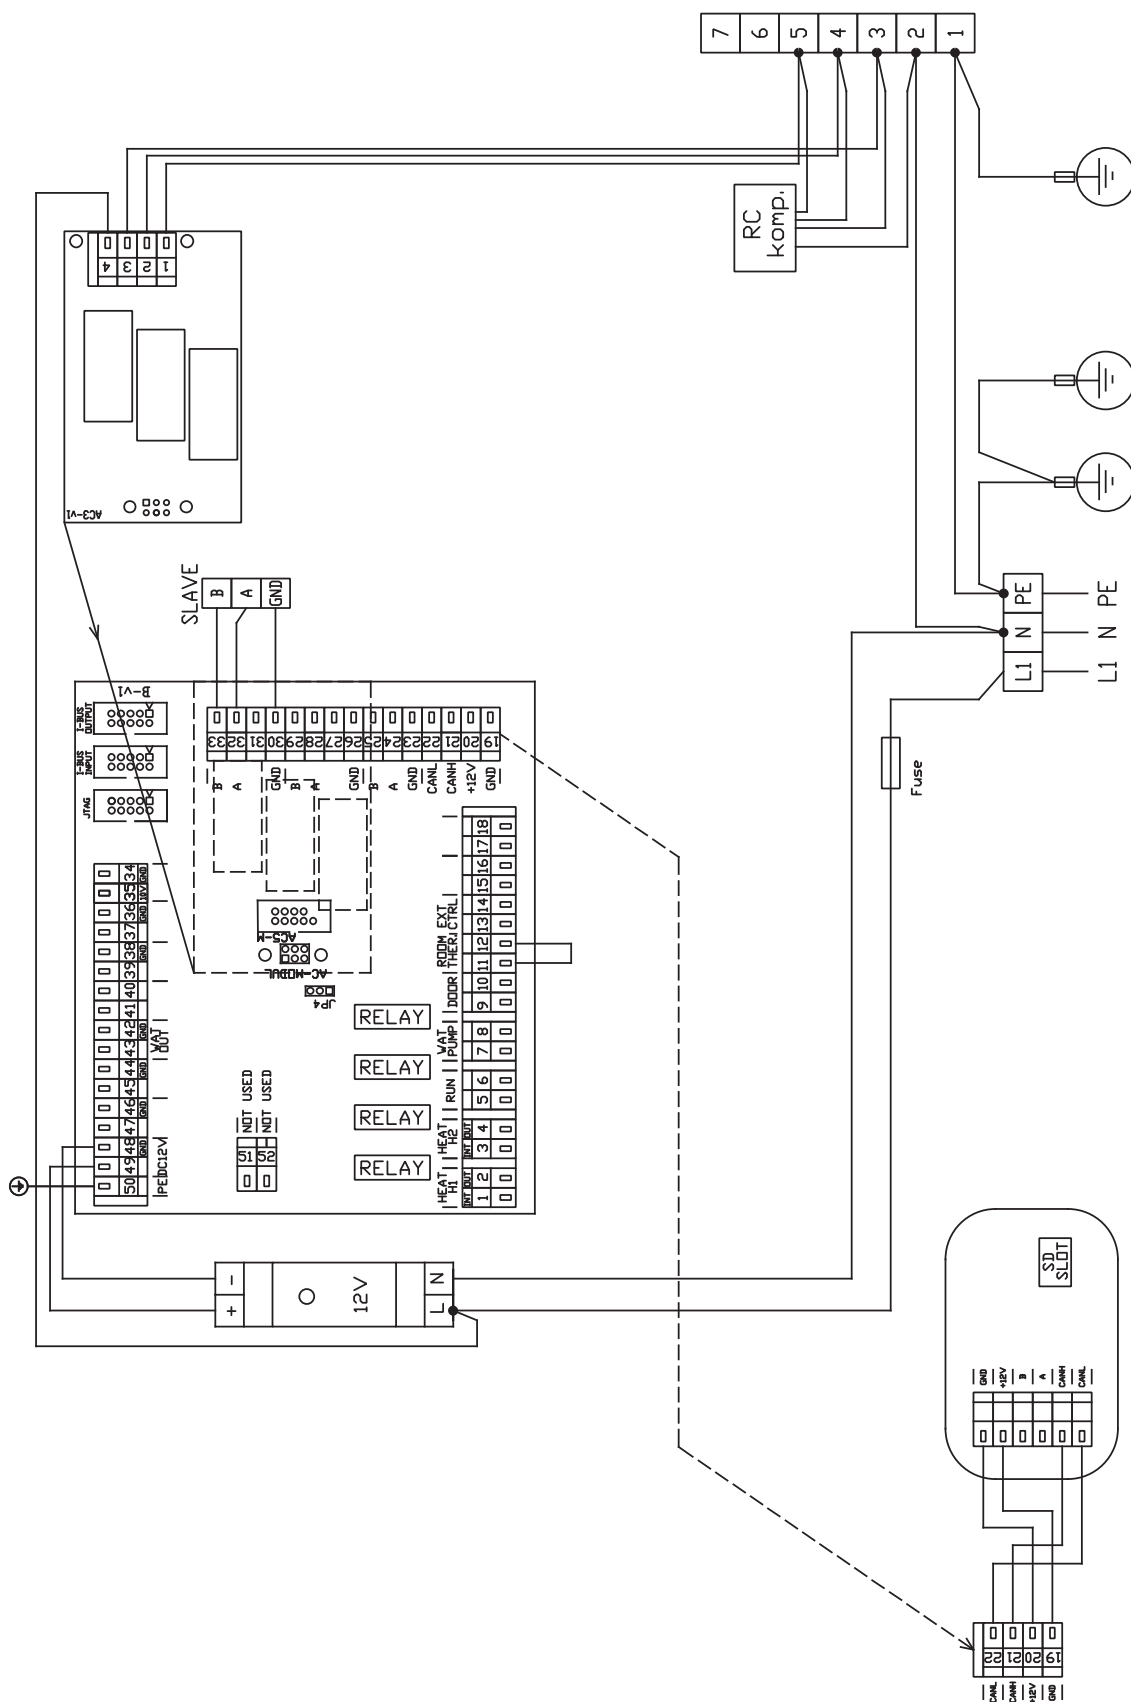 7 6 5 4 3 2 1
RC
komp.
4 3 2 1
AC3-v1
SLAVE
B
A
GND
PE
N
L1
PE
N
L1
Fuse
B-v1
I-BUS
OUTPUT
I-BUS
INPUT
JTAG
33 32 31 30 29 28 27 26 25 24 23 22 21 20 19
B A GND B A GND B A GND CANL CANH +12V GND
34 GND
35 10V
36 GND
37
38 GND
39
40
41
42 GND
43
44 GND
45
46 GND
47
48 GND
49
50
WAT
OUT
DC12V
PE
AC5-M
AC-MODUL
JP4
RELAY
RELAY
RELAY
RELAY
NOT USED
NOT USED
51 52
18
17
16
15
14
13
12
11
10
9
8
7
6
5
4 OUT
3 INT
2 OUT
1 INT
EXT
CTRL
ROOM
THER.
DOOR
WAT
PUMP
RUN
HEAT
H2
HEAT
H1
- N
+ L
12V
SD
SLOT
GND
+12V
B
A
CANH
CANL
22 21 20 19
CANL
CANH
+12V
GND